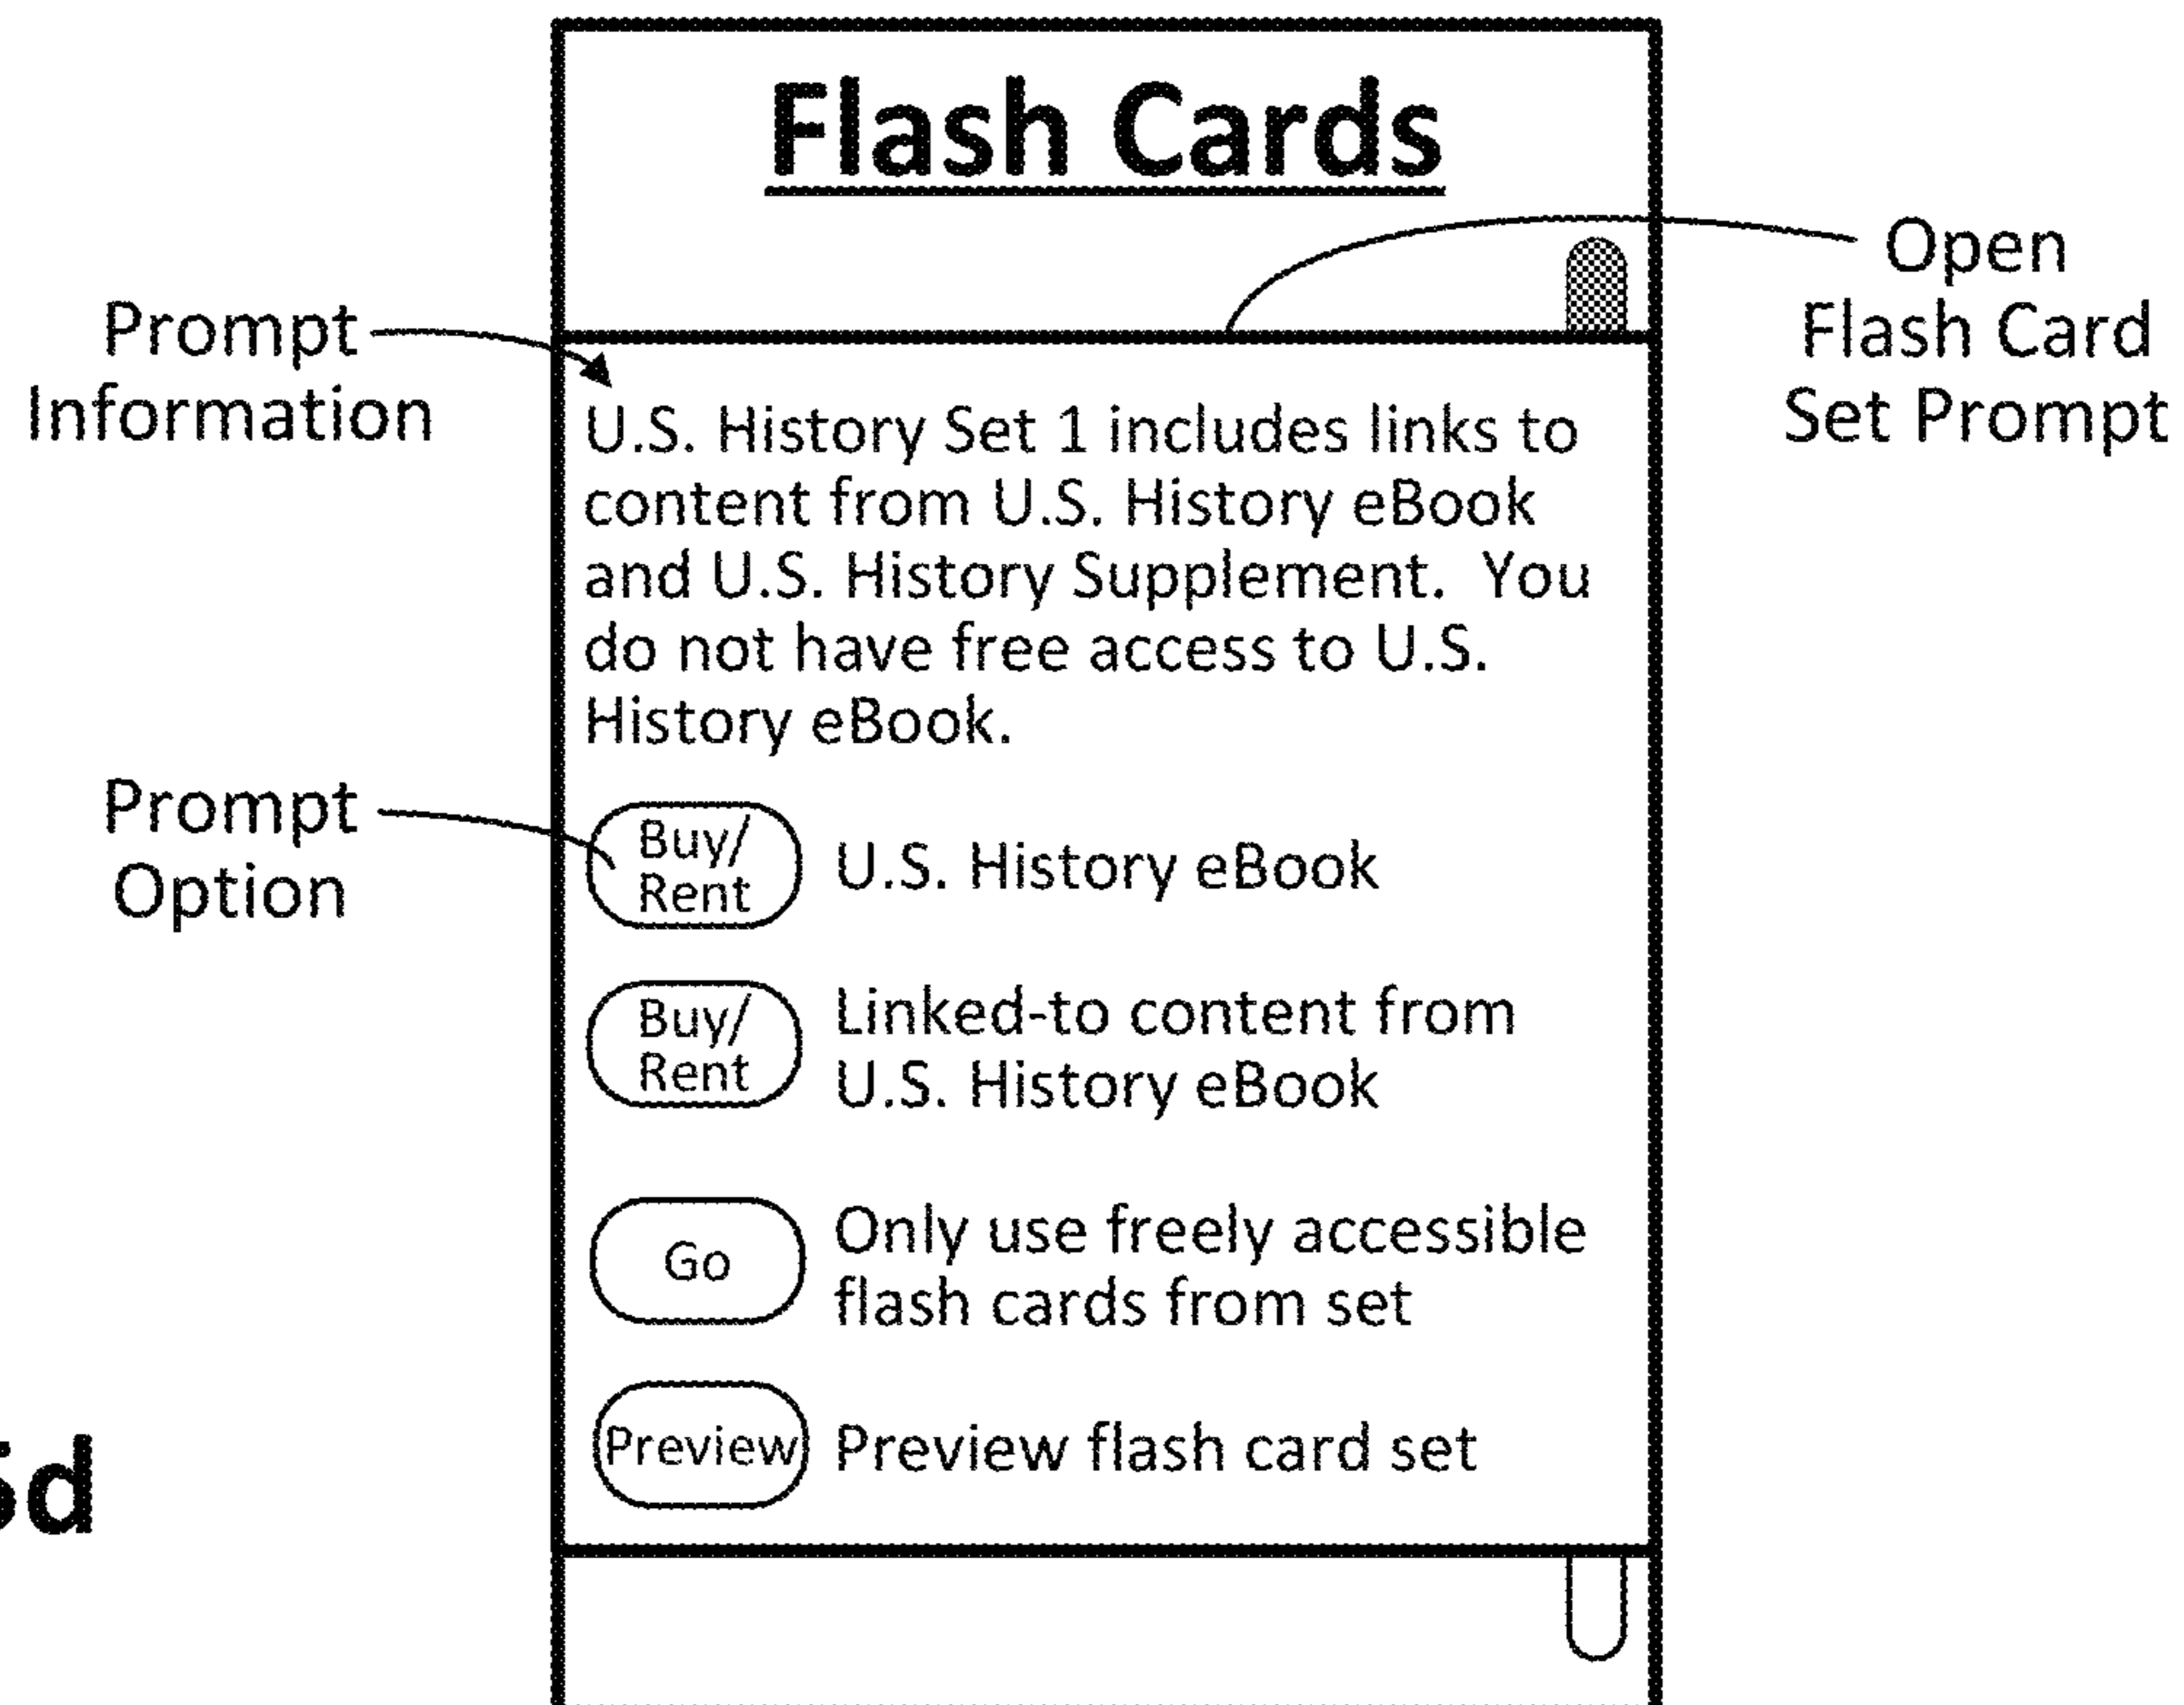 Flash Cards
Open
Flash Card
Set Prompt
Prompt
Information
U.S. History Set 1 includes links to
content from U.S. History eBook
and U.S. History Supplement.  You
do not have free access to U.S.
History eBook.
Prompt
Option
Buy/
Rent
U.S. History eBook
Buy/
Rent
Linked-to content from
U.S. History eBook
Go
Only use freely accessible
flash cards from set
Preview
Preview flash card set